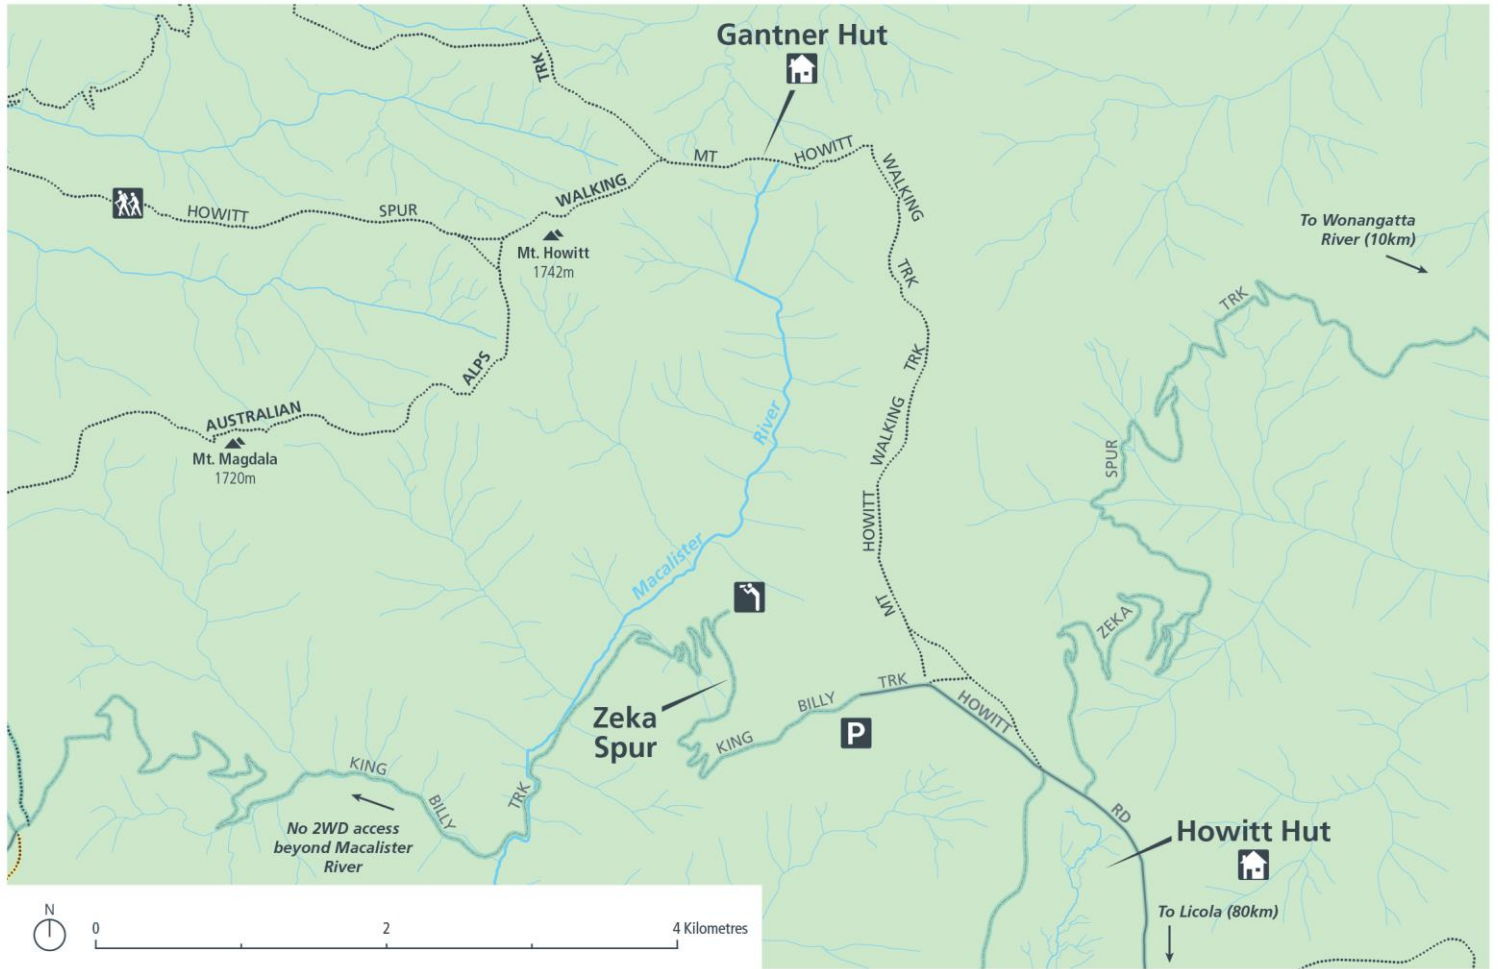 Gantner Hut
TRK
MT
HOWITT
WALKING
WALKING
HOWITT
SPUR
Mt. Howitt
1742m
To Wonangatta
River (10km)
TRK
TRK
TRK
ALPS
AUSTRALIAN
Mt. Magdala
1720m
River
WALKING
SPUR
HOWITT
Macalister
MT
ZEKA
Zeka
Spur
TRK
BILLY
HOWITT
P
KING
KING
BILLY
TRK
RD
No 2WD access
beyond Macalister
River
Howitt Hut
To Licola (80km)
N
0
2
4 Kilometres